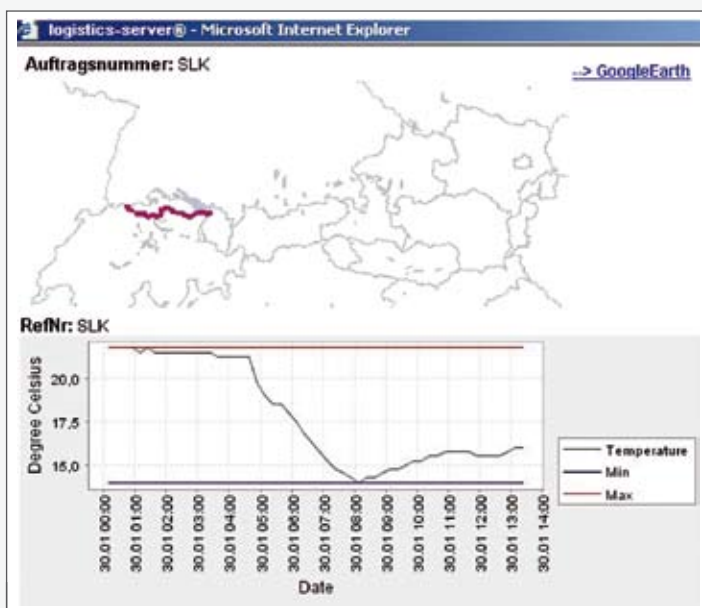 logistics-server® - Microsoft Internet Explorer
Auftragsnummer: SLK
--> GoogleEarth
RefNr: SLK
Degree Celsius
20,0
17,5
15,0
30.01 00:00
30.01 01:00
30.01 02:00
30.01 03:00
30.01 04:00
30.01 05:00
30.01 06:00
30.01 07:00
30.01 08:00
30.01 09:00
30.01 10:00
30.01 11:00
30.01 12:00
30.01 13:00
30.01 14:00
Date
Temperature
Min
Max